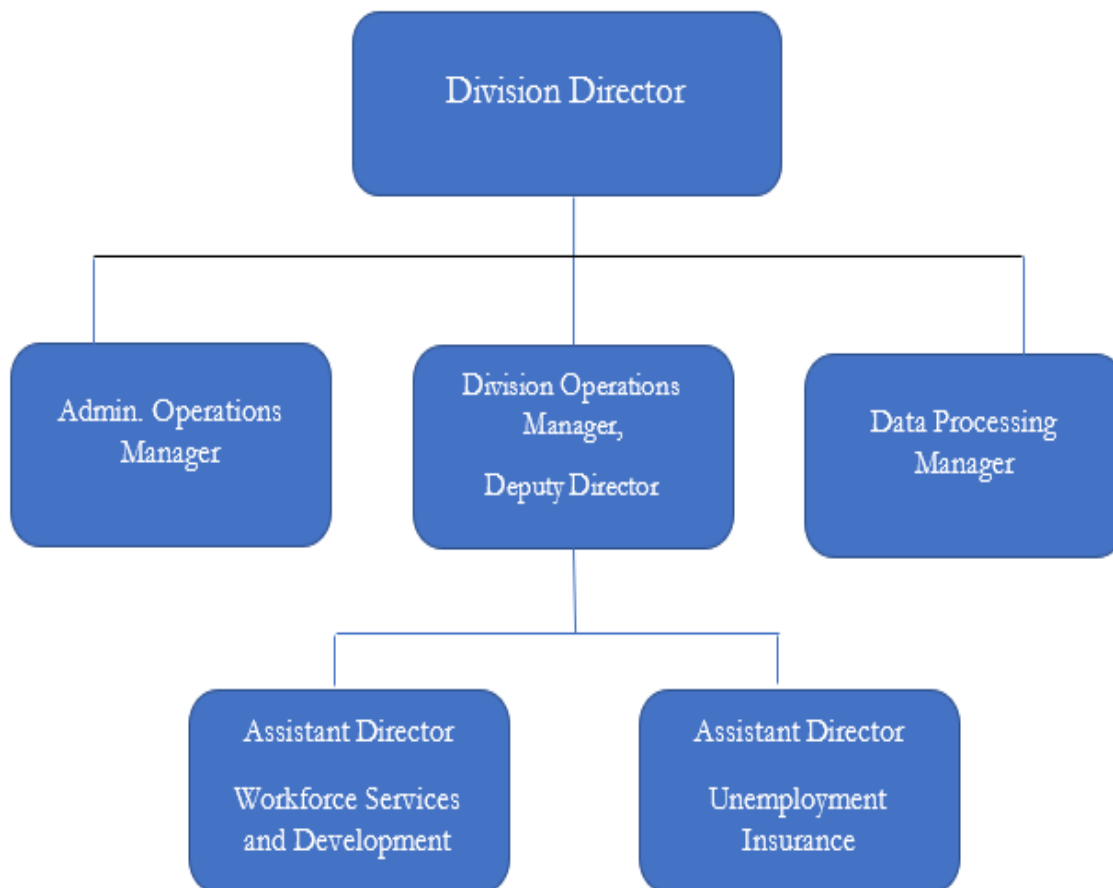 Division Director
Admin. Operations
Manager
Division Operations
Manager,
Deputy Director
Data Processing
Manager
Assistant Director
Workforce Services
and Development
Assistant Director
Unemployment
Insurance